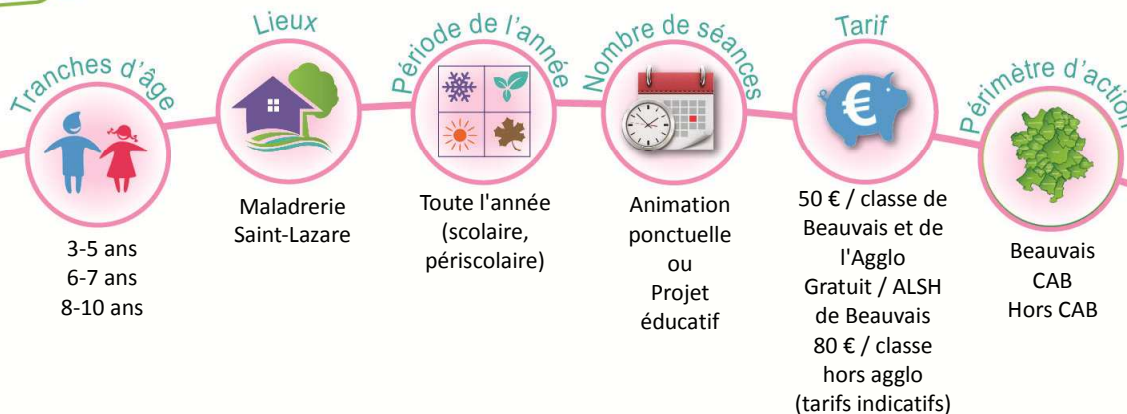 Tranches d'âge
3-5 ans
6-7 ans
8-10 ans
Lieux
Maladrerie
Saint-Lazare
Période de l'année
Toute l'année
(scolaire,
périscolaire)
Nombre de séances
Animation
ponctuelle
ou
Projet
éducatif
Tarif
€
50 € / classe de
Beauvais et de
l'Agglo
Gratuit / ALSH
de Beauvais
80 € / classe
hors agglo
(tarifs indicatifs)
Périmètre d'action
Beauvais
CAB
Hors CAB